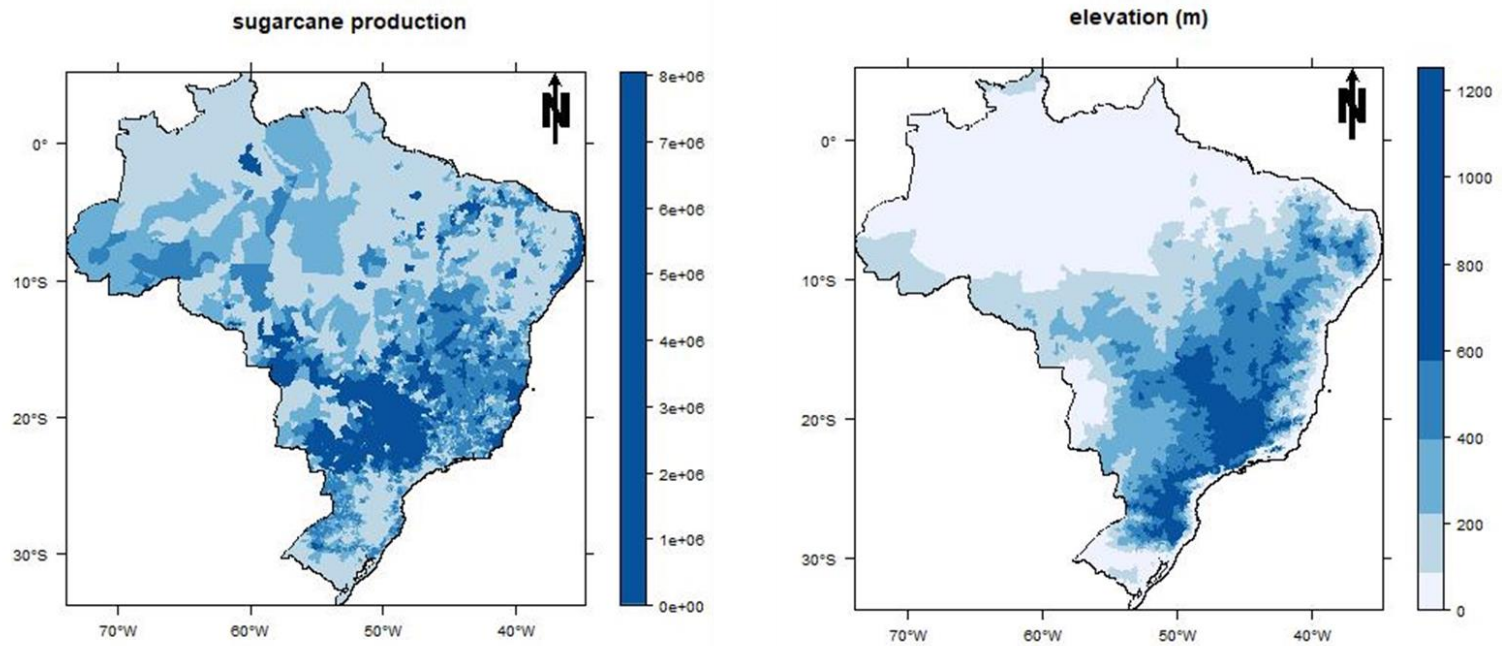 sugarcane production
N
8e+06
7e+06
6e+06
5e+06
4e+06
3e+06
2e+06
1e+06
0e+00
0°
10°S
20°S
30°S
70°W 60°W 50°W 40°W
elevation (m)
N
1200
1000
800
600
400
200
0
0°
10°S
20°S
30°S
70°W 60°W 50°W 40°W